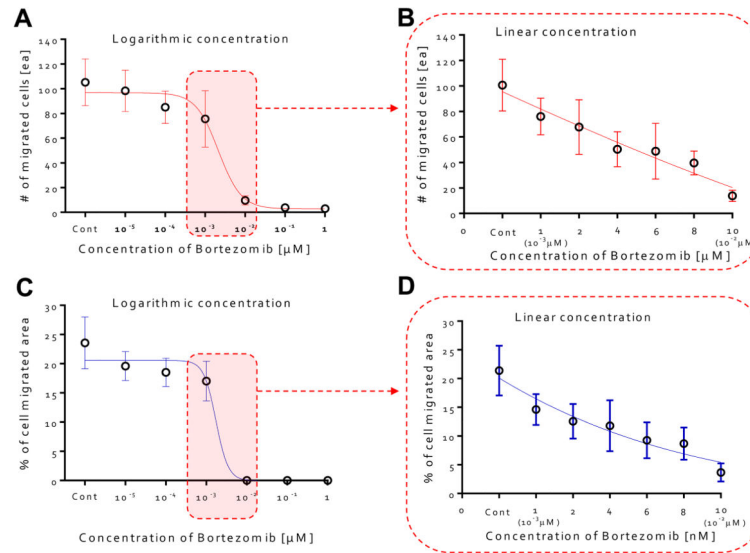 A
Logarithmic concentration
# of migrated cells [ea]
140
120
100
80
60
40
20
0
Cont 10⁻⁵ 10⁻⁴ 10⁻³ 10⁻² 10⁻¹ 1
Concentration of Bortezomib [μM]
B
Linear concentration
# of migrated cells [ea]
140
120
100
80
60
40
20
0
0 Cont 1 2 4 6 8 10
(10⁻³μM) (10⁻²μM)
Concentration of Bortezomib [μM]
C
Logarithmic concentration
% of cell migrated area
30
25
20
15
10
5
0
Cont 10⁻⁵ 10⁻⁴ 10⁻³ 10⁻² 10⁻¹ 1
Concentration of Bortezomib [μM]
D
Linear concentration
% of cell migrated area
30
25
20
15
10
5
0
0 Cont 1 2 4 6 8 10
(10⁻³μM) (10⁻²μM)
Concentration of Bortezomib [nM]